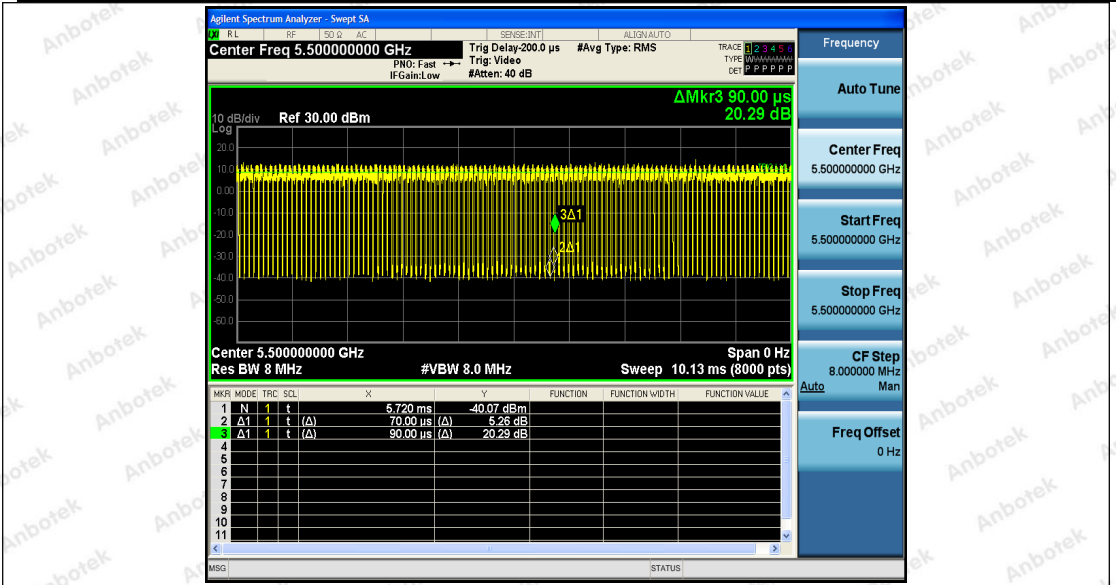 Agilent Spectrum Analyzer - Swept SA
RL RF 50 Ω AC SENSE:INT ALIGNAUTO
Center Freq 5.500000000 GHz
PNO: Fast
IFGain:Low
Trig Delay-200.0 µs
Trig: Video
#Atten: 40 dB
#Avg Type: RMS
TRACE 1 2 3 4 5 6
TYPE
DET P P P P P P
ΔMkr3 90.00 µs
20.29 dB
10 dB/div Ref 30.00 dBm
Log
20.0
10.0
0.00
-10.0
-20.0
-30.0
-40.0
-50.0
-60.0
3Δ1
2Δ1
Center 5.500000000 GHz Span 0 Hz
Res BW 8 MHz #VBW 8.0 MHz Sweep 10.13 ms (8000 pts)
MKR MODE TRC SCL X Y FUNCTION FUNCTION WIDTH FUNCTION VALUE
1 N 1 t 5.720 ms -40.07 dBm
2 Δ1 1 t (Δ) 70.00 µs (Δ) 5.26 dB
3 Δ1 1 t (Δ) 90.00 µs (Δ) 20.29 dB
4
5
6
7
8
9
10
11
MSG STATUS
Frequency
Auto Tune
Center Freq
5.500000000 GHz
Start Freq
5.500000000 GHz
Stop Freq
5.500000000 GHz
CF Step
8.000000 MHz
Auto Man
Freq Offset
0 Hz
Anbotek